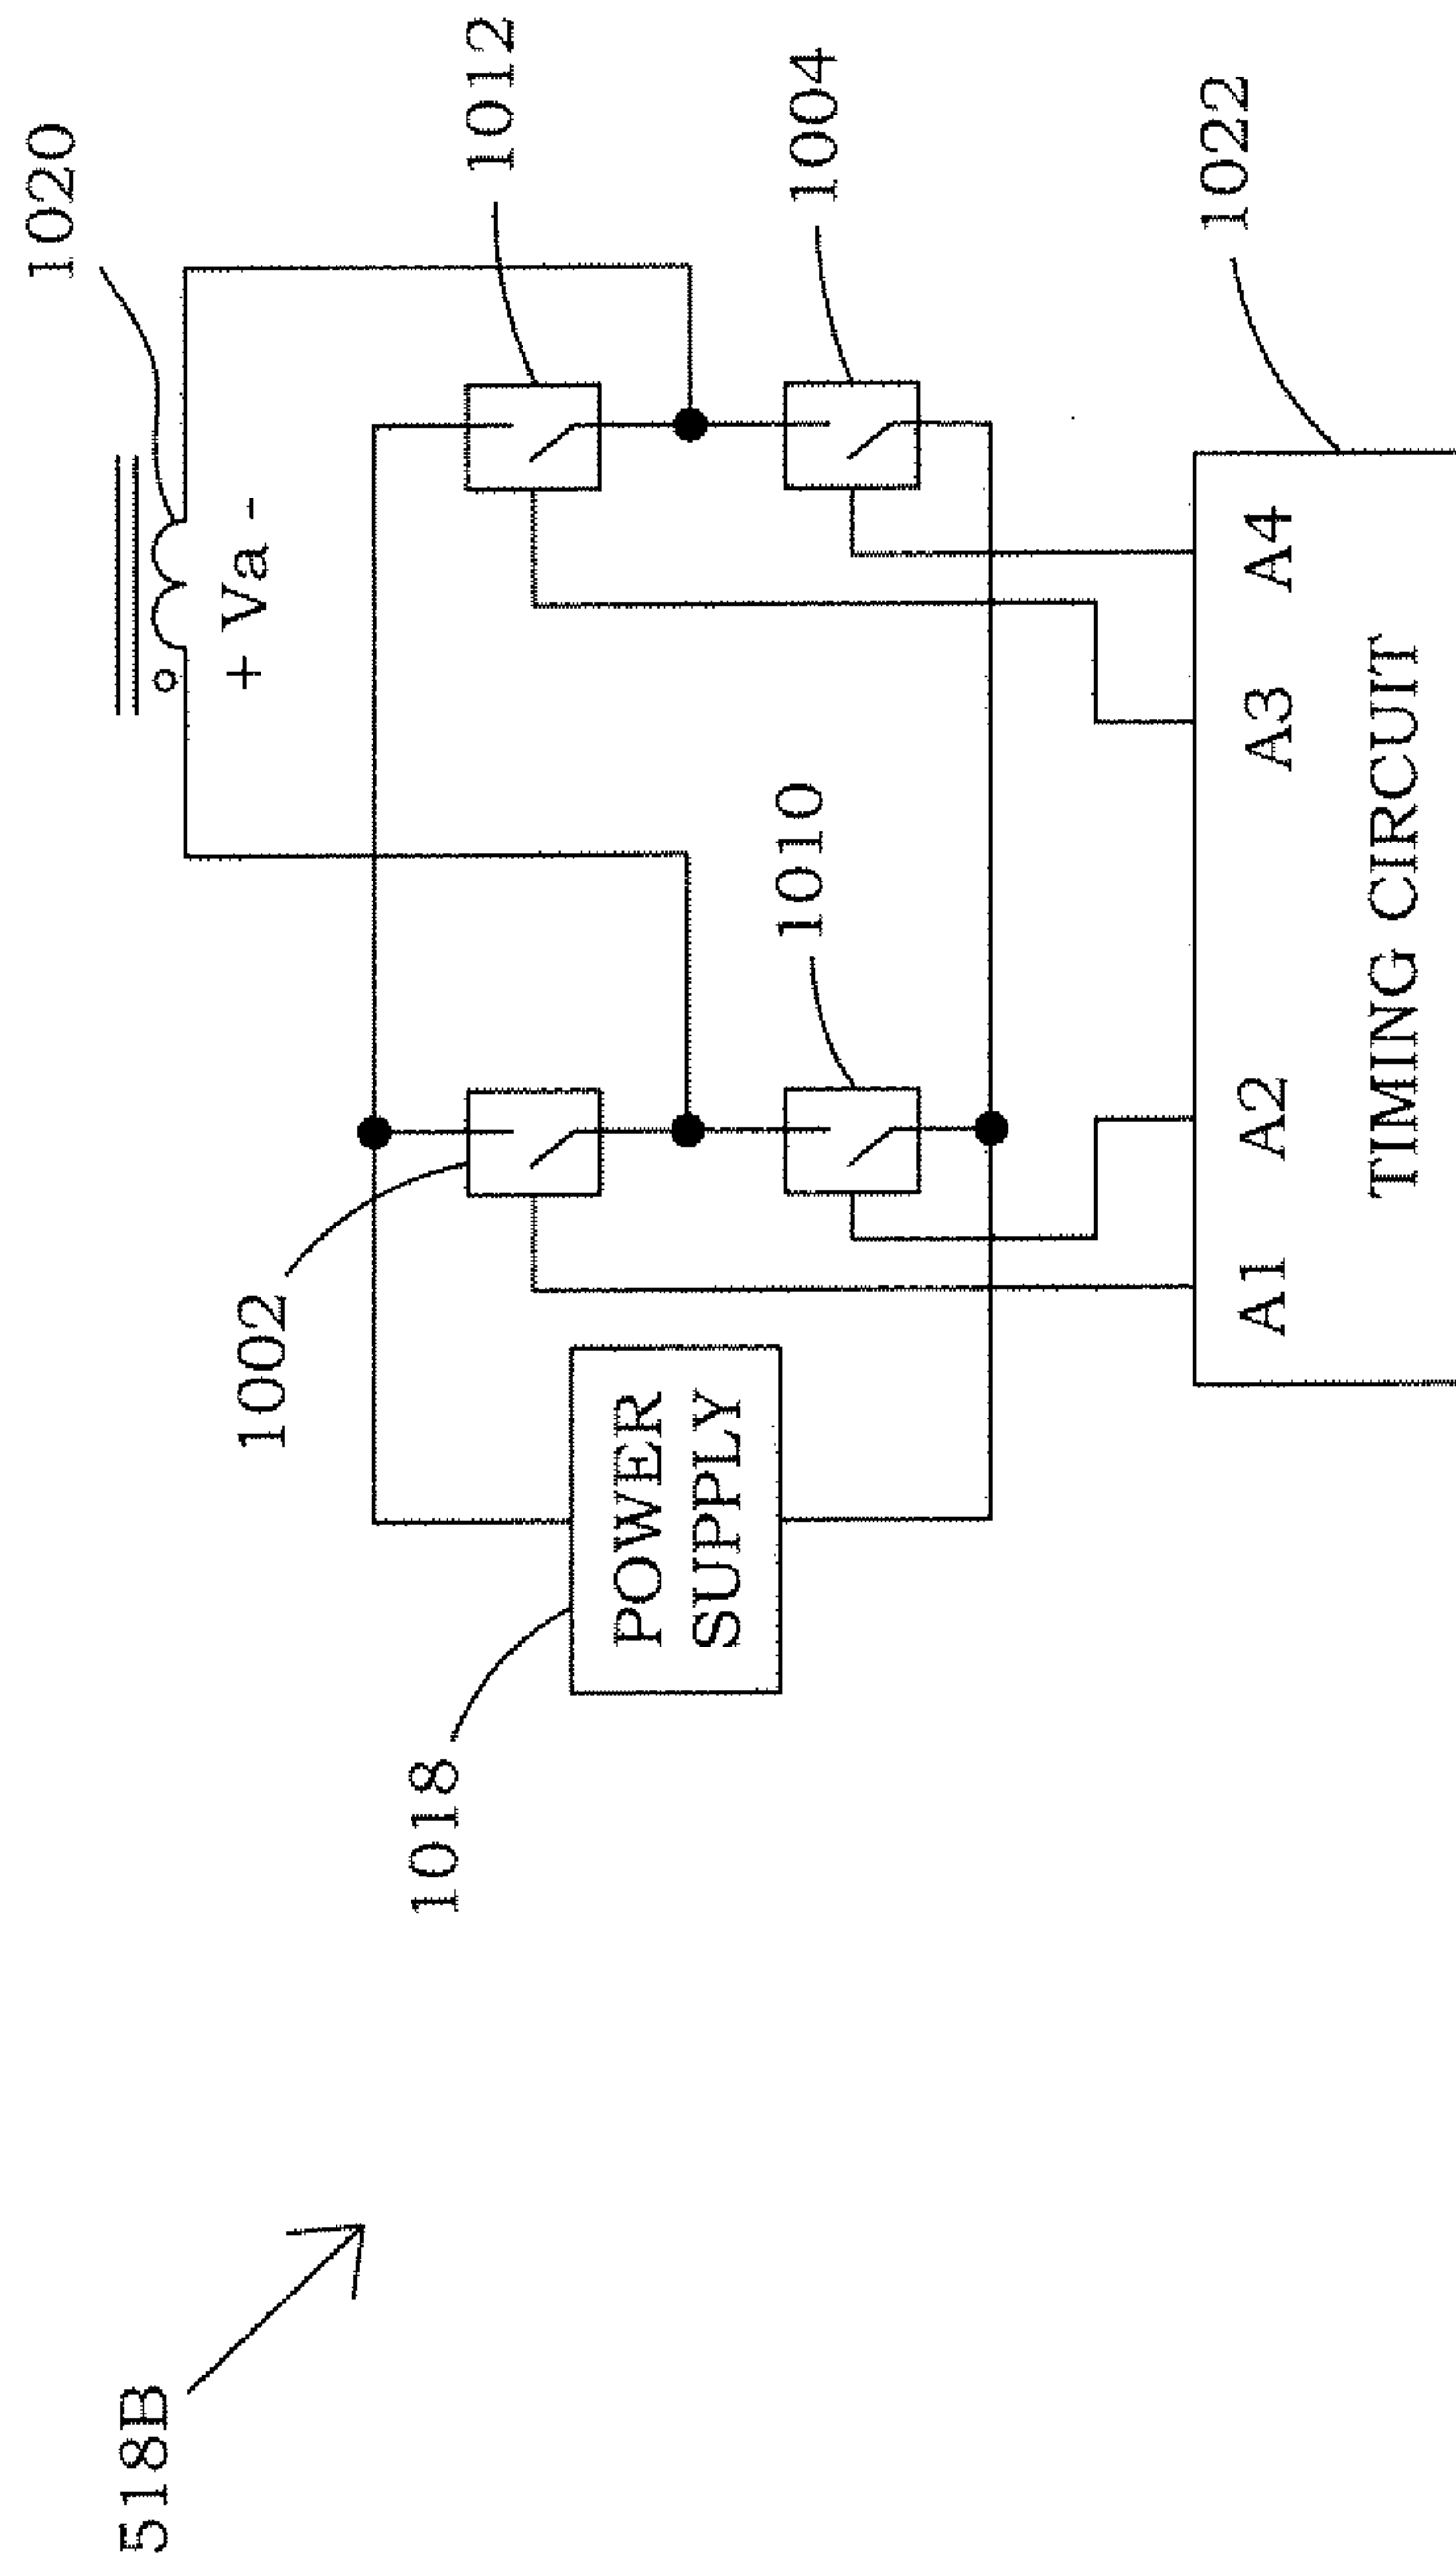 518B
1020
1012
1004
1022
1002
1018
1010
+ Va -
POWER
SUPPLY
A1 A2 A3 A4
TIMING CIRCUIT